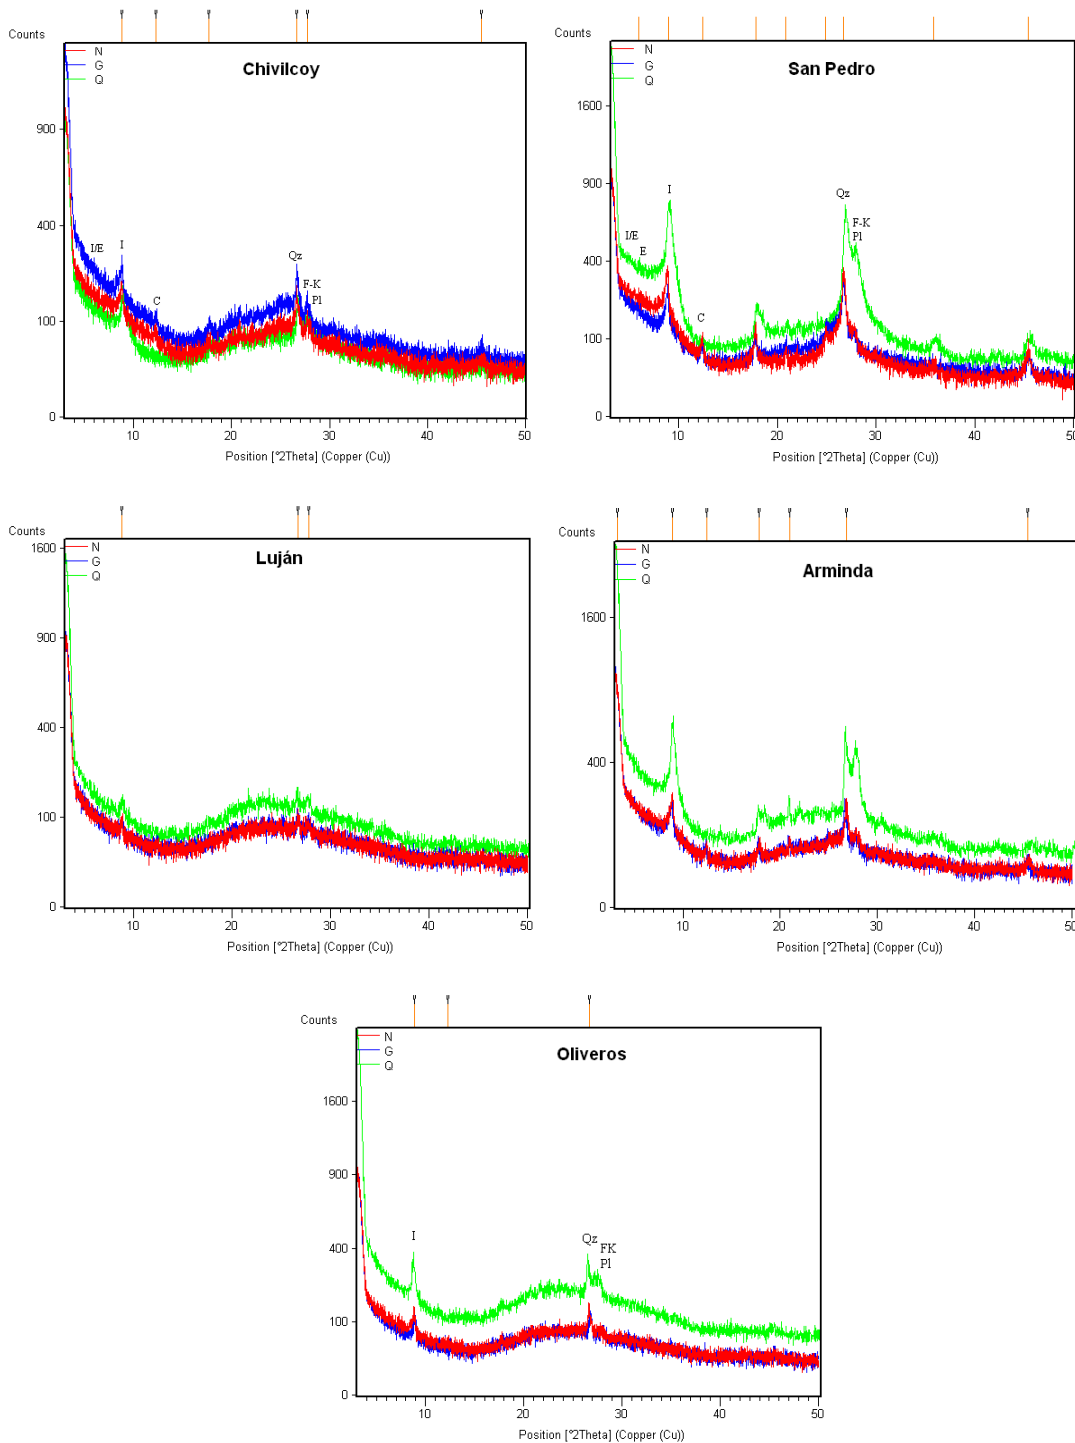 Counts
N
G
Q
Chivilcoy
900
400
100
0
I/E
I
C
Qz
F-K
Pl
10 20 30 40 50
Position [°2Theta] (Copper (Cu))
Counts
N
G
Q
San Pedro
1600
900
400
100
0
I/E
E
I
C
Qz
F-K
Pl
10 20 30 40 50
Position [°2Theta] (Copper (Cu))
Counts
1600
N
G
Q
Luján
900
400
100
0
10 20 30 40 50
Position [°2Theta] (Copper (Cu))
Counts
N
G
Q
Arminda
1600
400
0
10 20 30 40 50
Position [°2Theta] (Copper (Cu))
Counts
N
G
Q
Oliveros
1600
900
400
100
0
I
Qz
FK
Pl
10 20 30 40 50
Position [°2Theta] (Copper (Cu))